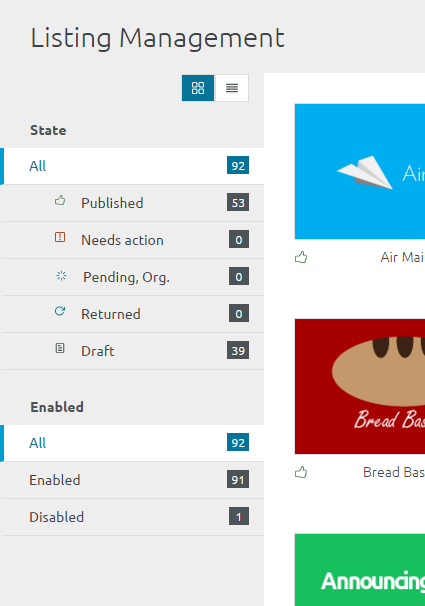 Listing Management
State
All 92
Published 53
Needs action 0
Pending, Org. 0
Returned 0
Draft 39
Enabled
All 92
Enabled 91
Disabled 1
Air Mai
Bread Bas
Bread Bas
Announcing